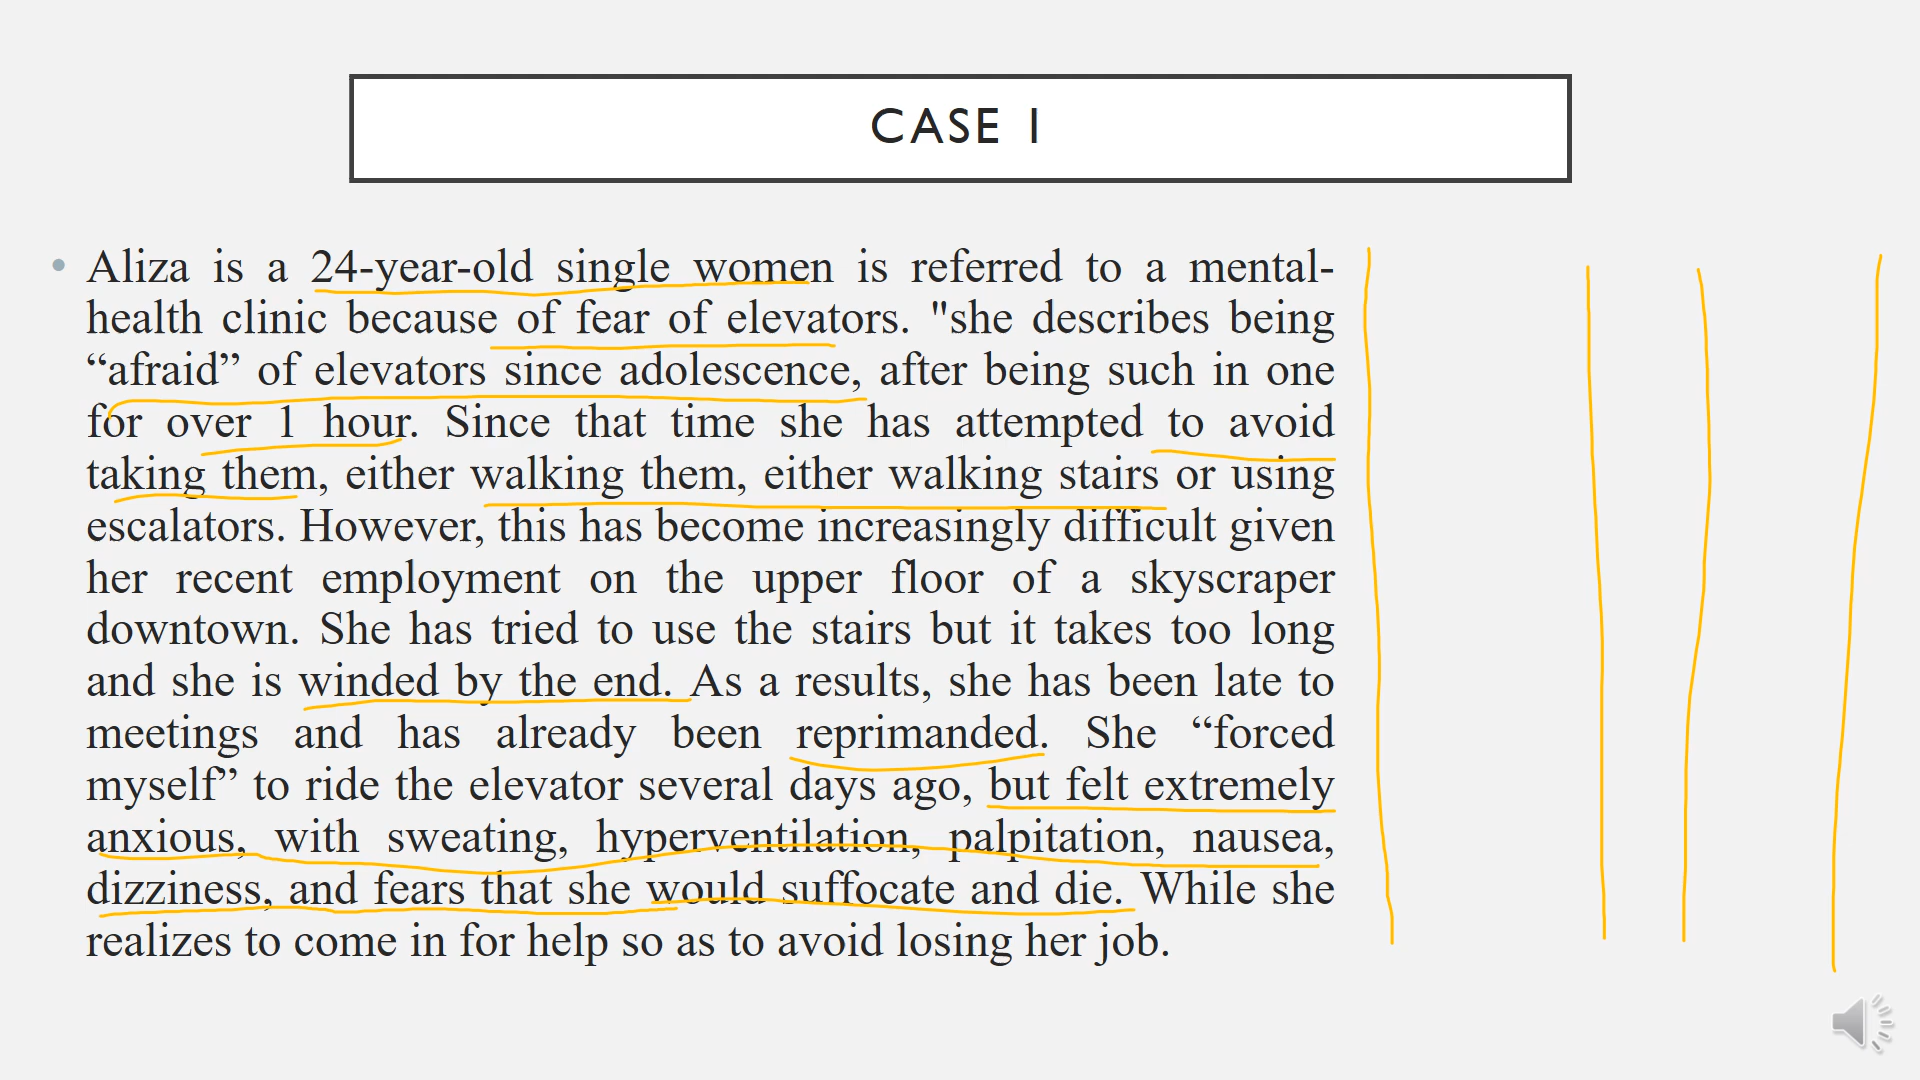 CASE 1
• Aliza is a 24-year-old single women is referred to a mental-
health clinic because of fear of elevators. "she describes being
“afraid” of elevators since adolescence, after being such in one
for over 1 hour. Since that time she has attempted to avoid
taking them, either walking them, either walking stairs or using
escalators. However, this has become increasingly difficult given
her recent employment on the upper floor of a skyscraper
downtown. She has tried to use the stairs but it takes too long
and she is winded by the end. As a results, she has been late to
meetings and has already been reprimanded. She “forced
myself” to ride the elevator several days ago, but felt extremely
anxious, with sweating, hyperventilation, palpitation, nausea,
dizziness, and fears that she would suffocate and die. While she
realizes to come in for help so as to avoid losing her job.